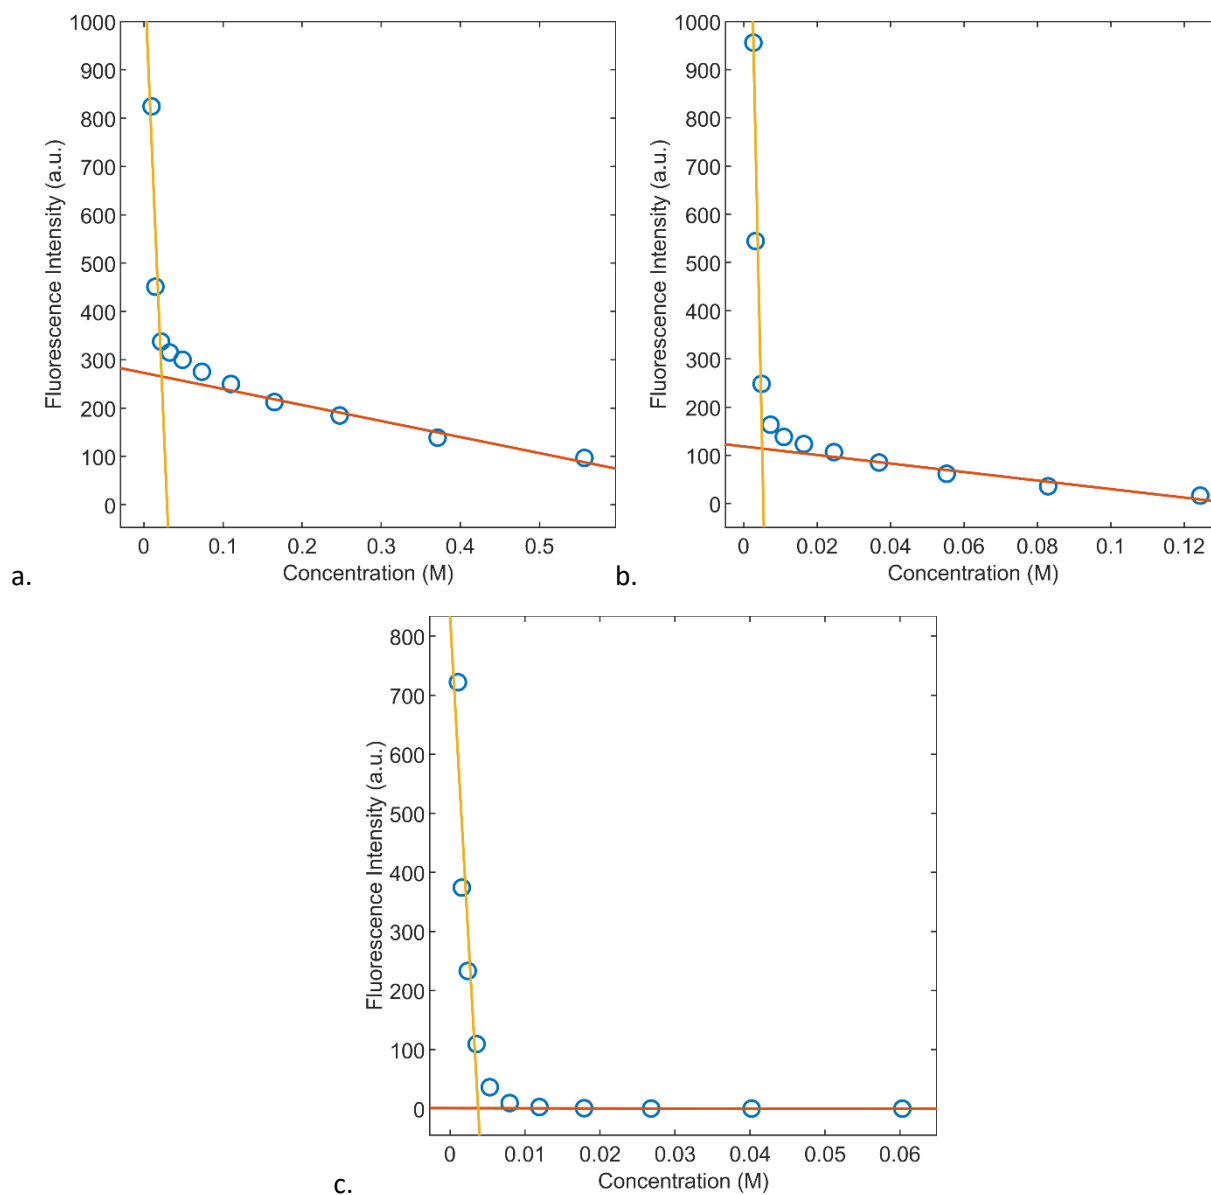 1000
900
800
700
600
500
400
300
200
100
0
Fluorescence Intensity (a.u.)
0 0.1 0.2 0.3 0.4 0.5
Concentration (M)
a.
1000
900
800
700
600
500
400
300
200
100
0
Fluorescence Intensity (a.u.)
0 0.02 0.04 0.06 0.08 0.1 0.12
Concentration (M)
b.
800
700
600
500
400
300
200
100
0
Fluorescence Intensity (a.u.)
0 0.01 0.02 0.03 0.04 0.05 0.06
Concentration (M)
c.